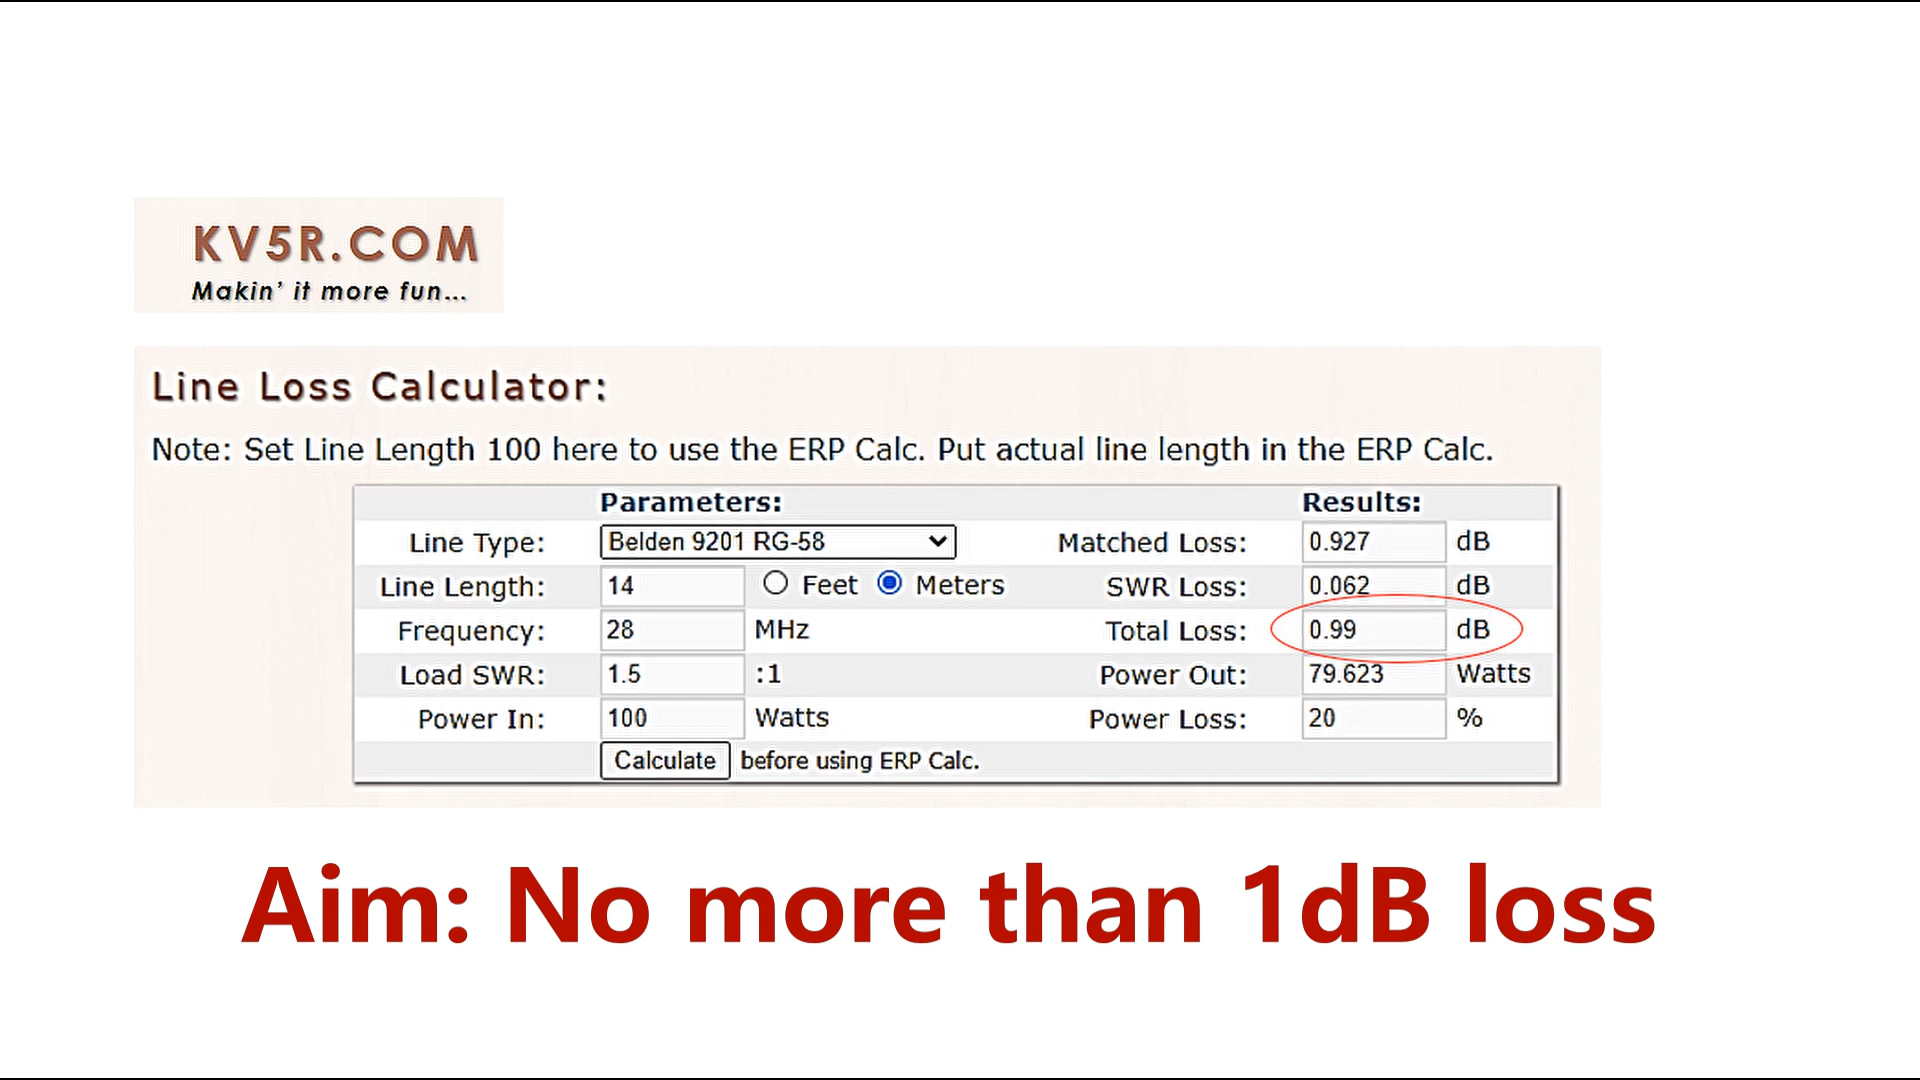 KV5R.COM
Makin' it more fun...
Line Loss Calculator:
Note: Set Line Length 100 here to use the ERP Calc. Put actual line length in the ERP Calc.
Parameters: Results:
Line Type: Belden 9201 RG-58 Matched Loss: 0.927 dB
Line Length: 14 Feet Meters SWR Loss: 0.062 dB
Frequency: 28 MHz Total Loss: 0.99 dB
Load SWR: 1.5 :1 Power Out: 79.623 Watts
Power In: 100 Watts Power Loss: 20 %
Calculate before using ERP Calc.
Aim: No more than 1dB loss